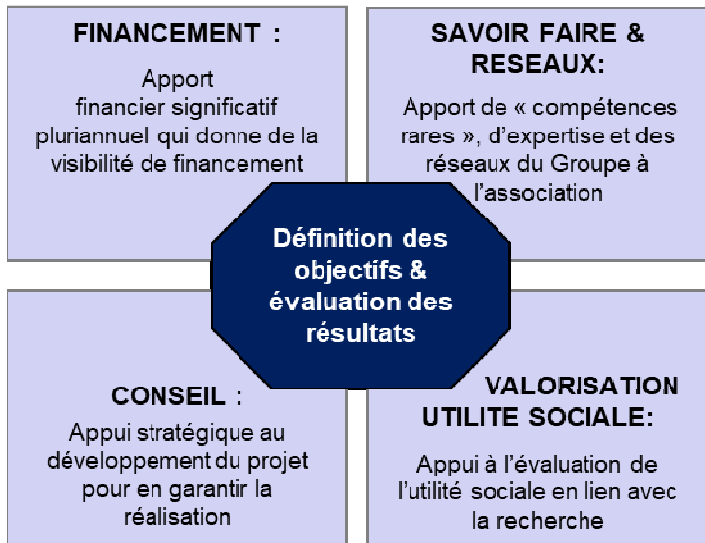 FINANCEMENT :
Apport
financier significatif
pluriannuel qui donne de la
visibilité de financement
SAVOIR FAIRE &
RESEAUX:
Apport de « compétences
rares », d’expertise et des
réseaux du Groupe à
l’association
Définition des
objectifs &
évaluation des
résultats
CONSEIL :
Appui stratégique au
développement du projet
pour en garantir la
réalisation
VALORISATION
UTILITE SOCIALE:
Appui à l’évaluation de
l’utilité sociale en lien avec
la recherche